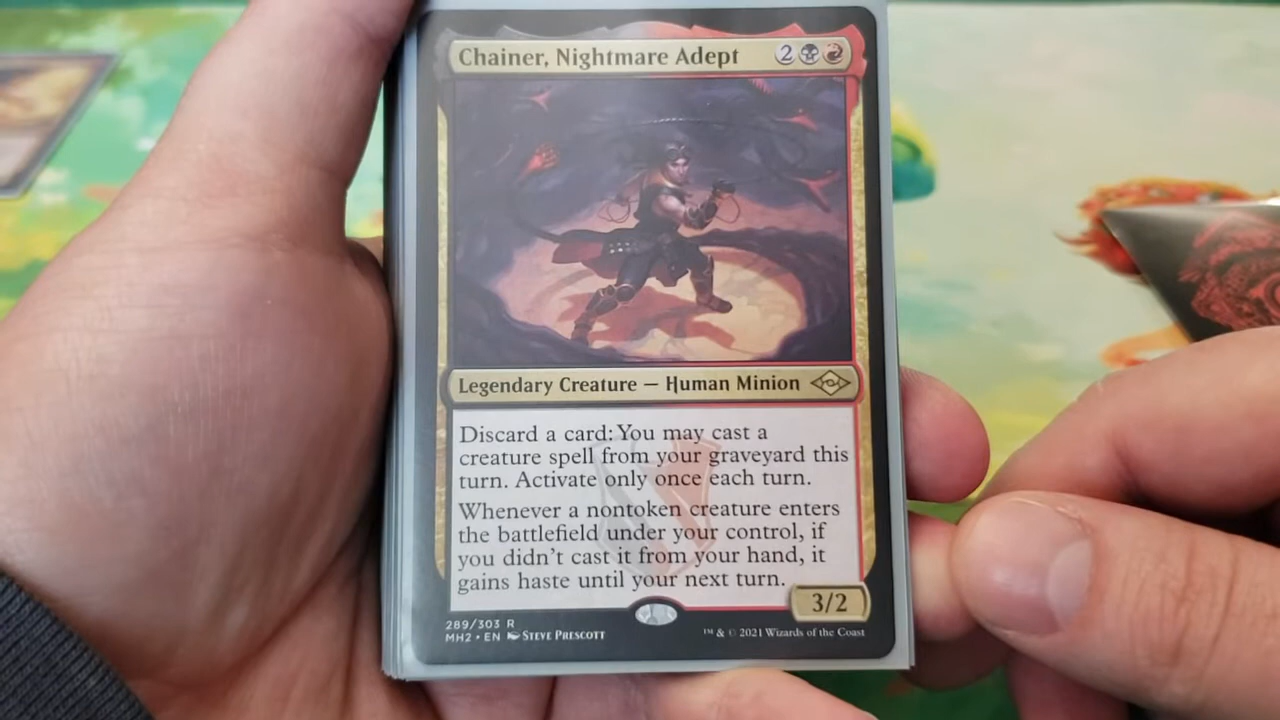 Chainer, Nightmare Adept 2
Legendary Creature — Human Minion
Discard a card: You may cast a
creature spell from your graveyard this
turn. Activate only once each turn.
Whenever a nontoken creature enters
the battlefield under your control, if
you didn't cast it from your hand, it
gains haste until your next turn.
3/2
289/303 R
MH2 • EN Steve Prescott
™ & © 2021 Wizards of the Coast